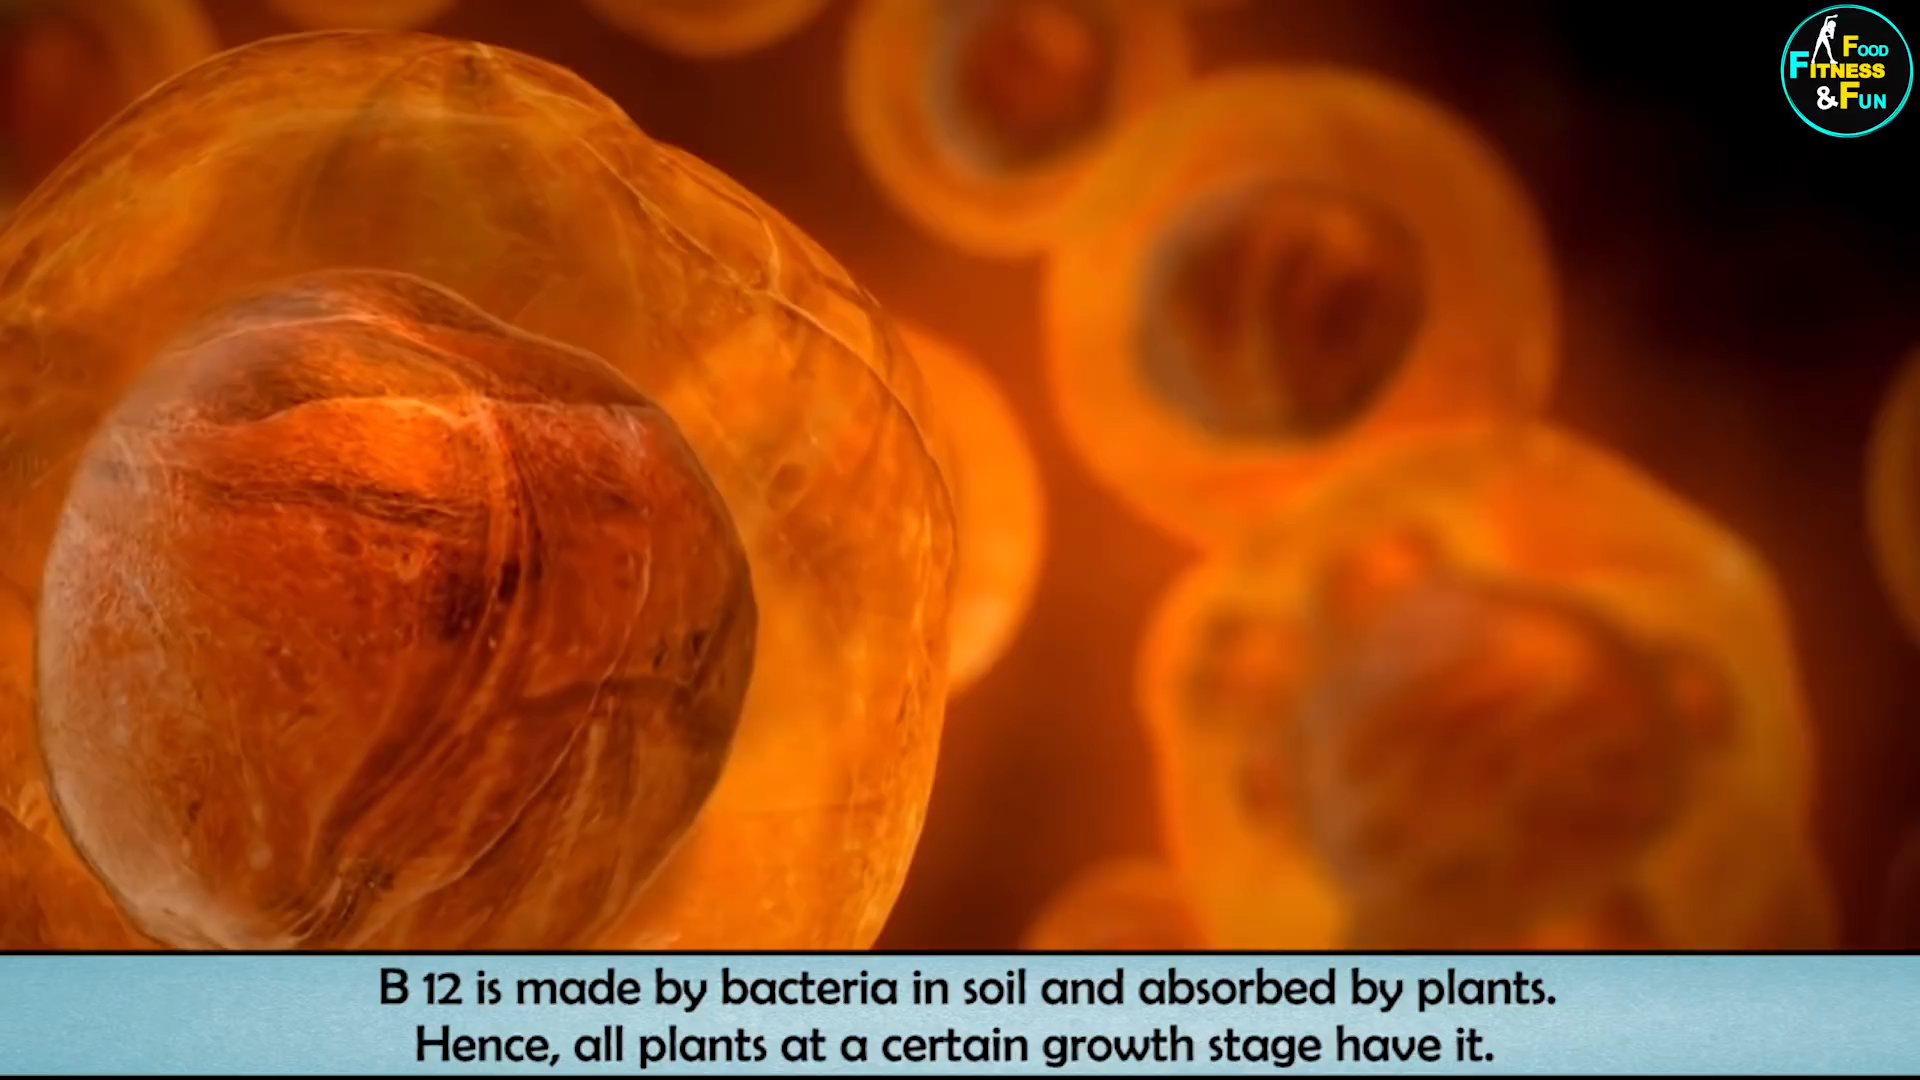 FOOD
FITNESS
&FUN
B 12 is made by bacteria in soil and absorbed by plants.
Hence, all plants at a certain growth stage have it.